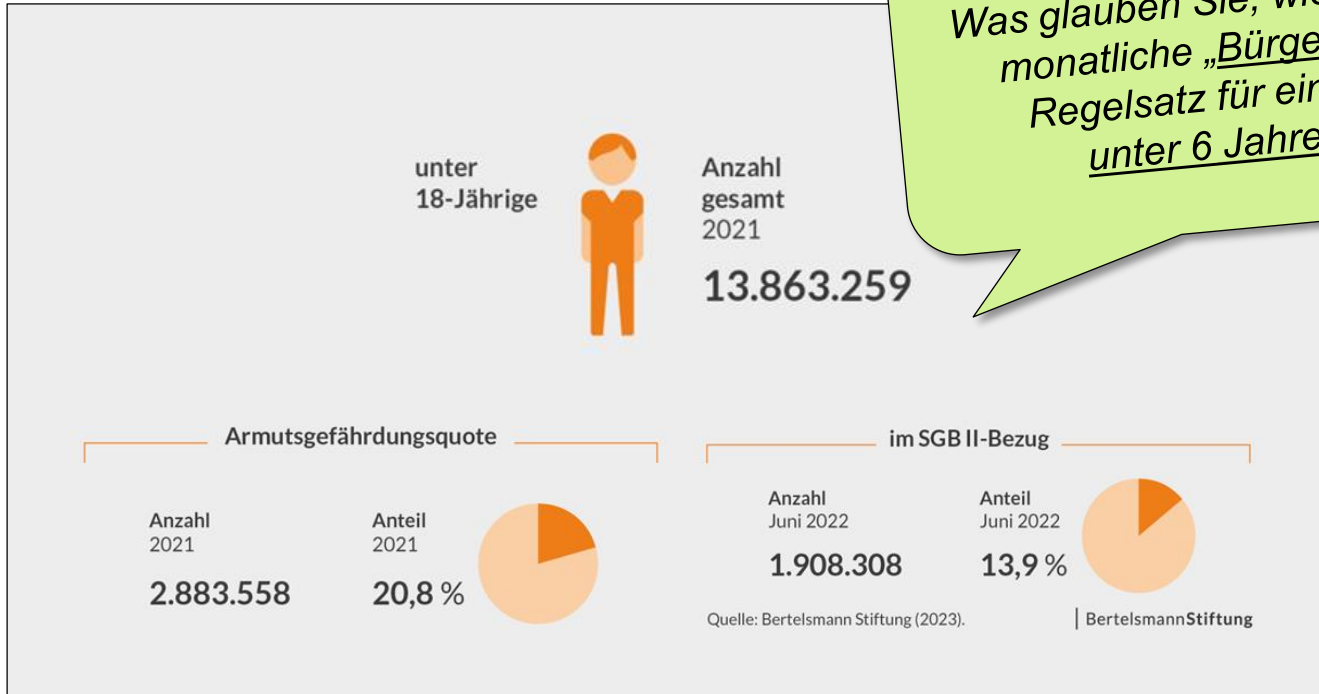 Was glauben Sie,
monatliche „Bürge
Regelsatz für ein
unter 6 Jahre
unter
18-Jährige
Anzahl
gesamt
2021
13.863.259
Armutsgefährdungsquote
Anzahl
2021
2.883.558
Anteil
2021
20,8 %
im SGB II-Bezug
Anzahl
Juni 2022
1.908.308
Anteil
Juni 2022
13,9 %
Quelle: Bertelsmann Stiftung (2023).
BertelsmannStiftung